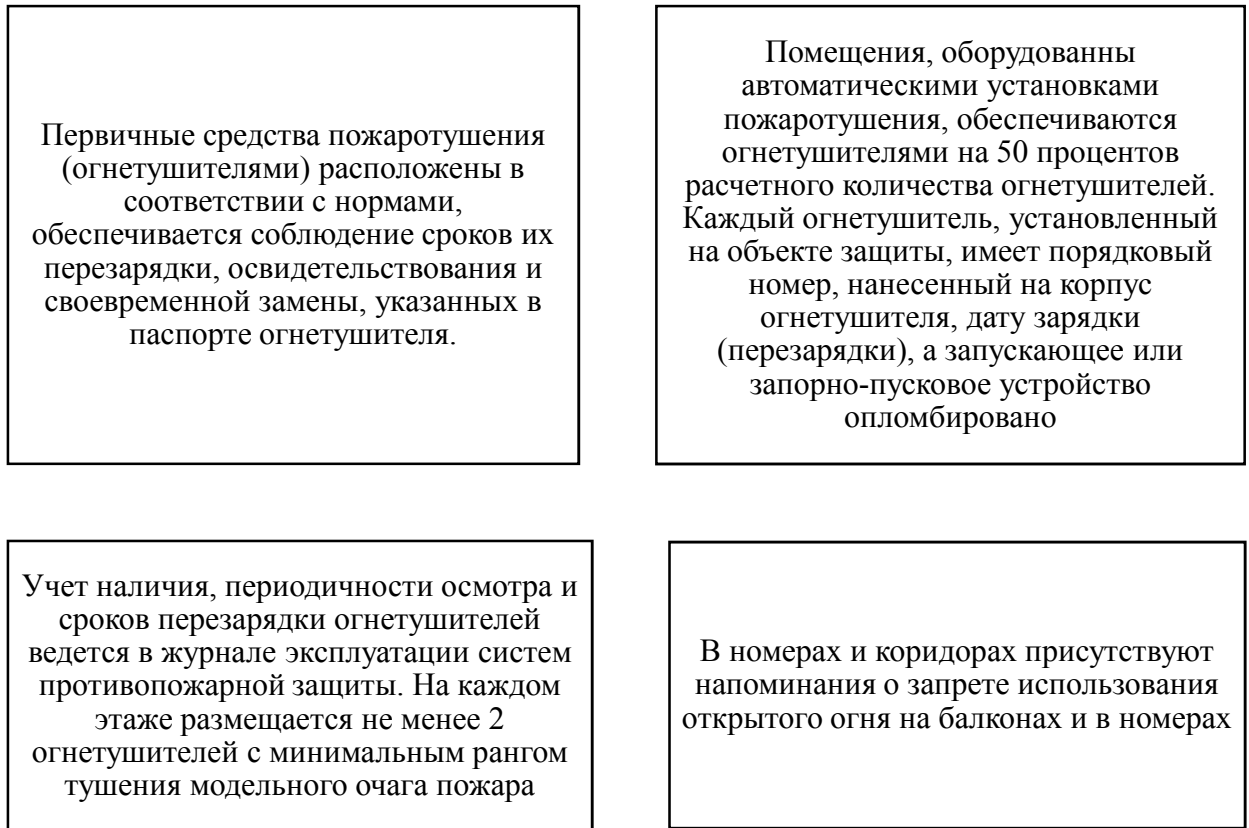 Первичные средства пожаротушения
(огнетушителями) расположены в
соответствии с нормами,
обеспечивается соблюдение сроков их
перезарядки, освидетельствования и
своевременной замены, указанных в
паспорте огнетушителя.
Помещения, оборудованны
автоматическими установками
пожаротушения, обеспечиваются
огнетушителями на 50 процентов
расчетного количества огнетушителей.
Каждый огнетушитель, установленный
на объекте защиты, имеет порядковый
номер, нанесенный на корпус
огнетушителя, дату зарядки
(перезарядки), а запускающее или
запорно-пусковое устройство
опломбировано
Учет наличия, периодичности осмотра и
сроков перезарядки огнетушителей
ведется в журнале эксплуатации систем
противопожарной защиты. На каждом
этаже размещается не менее 2
огнетушителей с минимальным рангом
тушения модельного очага пожара
В номерах и коридорах присутствуют
напоминания о запрете использования
открытого огня на балконах и в номерах